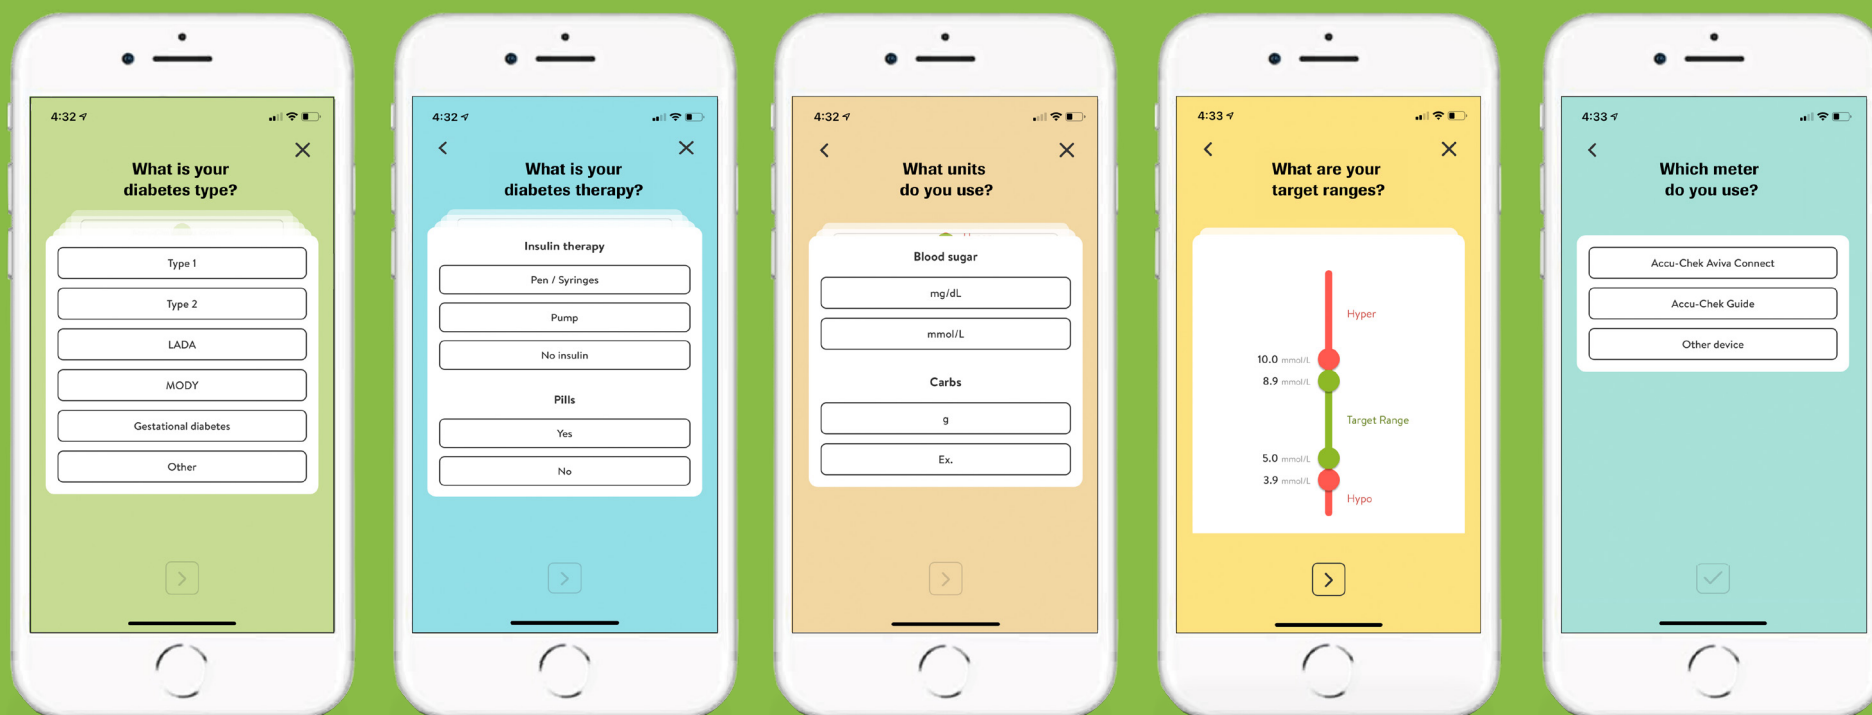 4:32
What is your
diabetes type?
Type 1
Type 2
LADA
MODY
Gestational diabetes
Other
4:32
What is your
diabetes therapy?
Insulin therapy
Pen / Syringes
Pump
No insulin
Pills
Yes
No
4:32
What units
do you use?
Blood sugar
mg/dL
mmol/L
Carbs
g
Ex.
4:33
What are your
target ranges?
Hyper
10.0 mmol/L
8.9 mmol/L
Target Range
5.0 mmol/L
3.9 mmol/L
Hypo
4:33
Which meter
do you use?
Accu-Chek Aviva Connect
Accu-Chek Guide
Other device